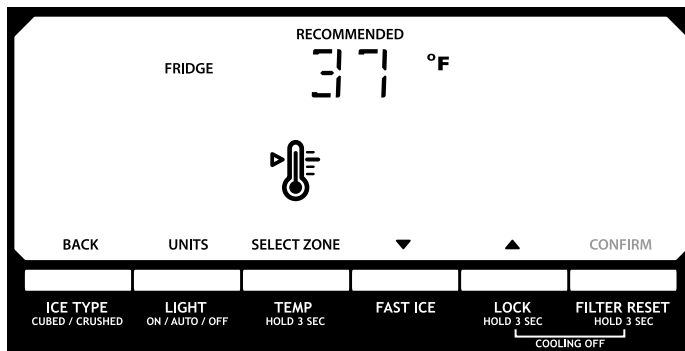 RECOMMENDED
FRIDGE 37 °F
BACK UNITS SELECT ZONE ▼ ▲ CONFIRM
ICE TYPE LIGHT TEMP FAST ICE LOCK FILTER RESET
CUBED / CRUSHED ON / AUTO / OFF HOLD 3 SEC HOLD 3 SEC HOLD 3 SEC
COOLING OFF